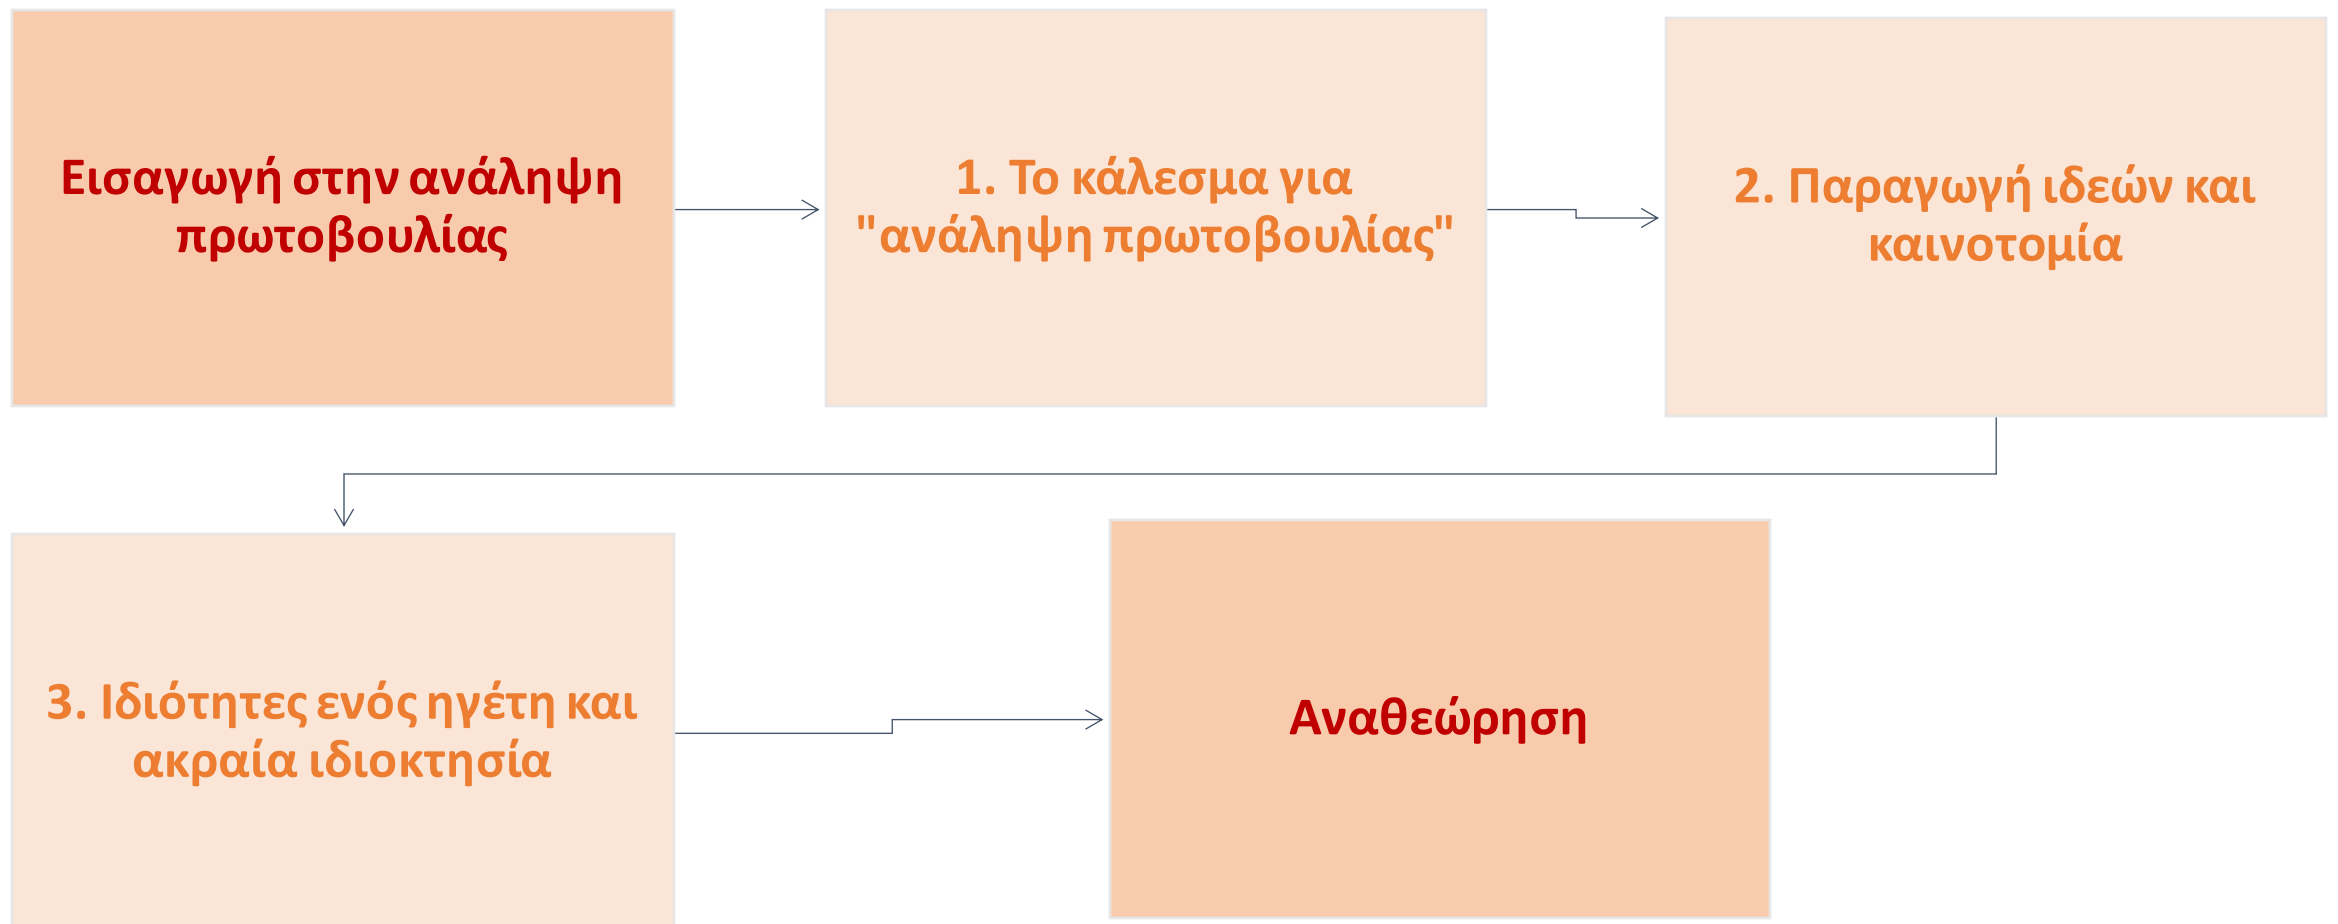 Εισαγωγή στην ανάληψη
πρωτοβουλίας
1. Το κάλεσμα για
"ανάληψη πρωτοβουλίας"
2. Παραγωγή ιδεών και
καινοτομία
3. Ιδιότητες ενός ηγέτη και
ακραία ιδιοκτησία
Αναθεώρηση